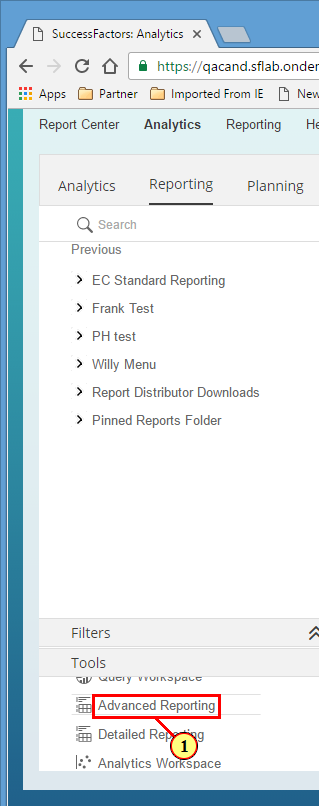 SuccessFactors: Analytics
https://qacand.sflab.onden
Apps Partner Imported From IE Ne
Report Center Analytics Reporting He
Analytics Reporting Planning
Search
Previous
EC Standard Reporting
Frank Test
PH test
Willy Menu
Report Distributor Downloads
Pinned Reports Folder
Filters
Tools
Query Workspace
Advanced Reporting
Detailed Reporting
1
Analytics Workspace